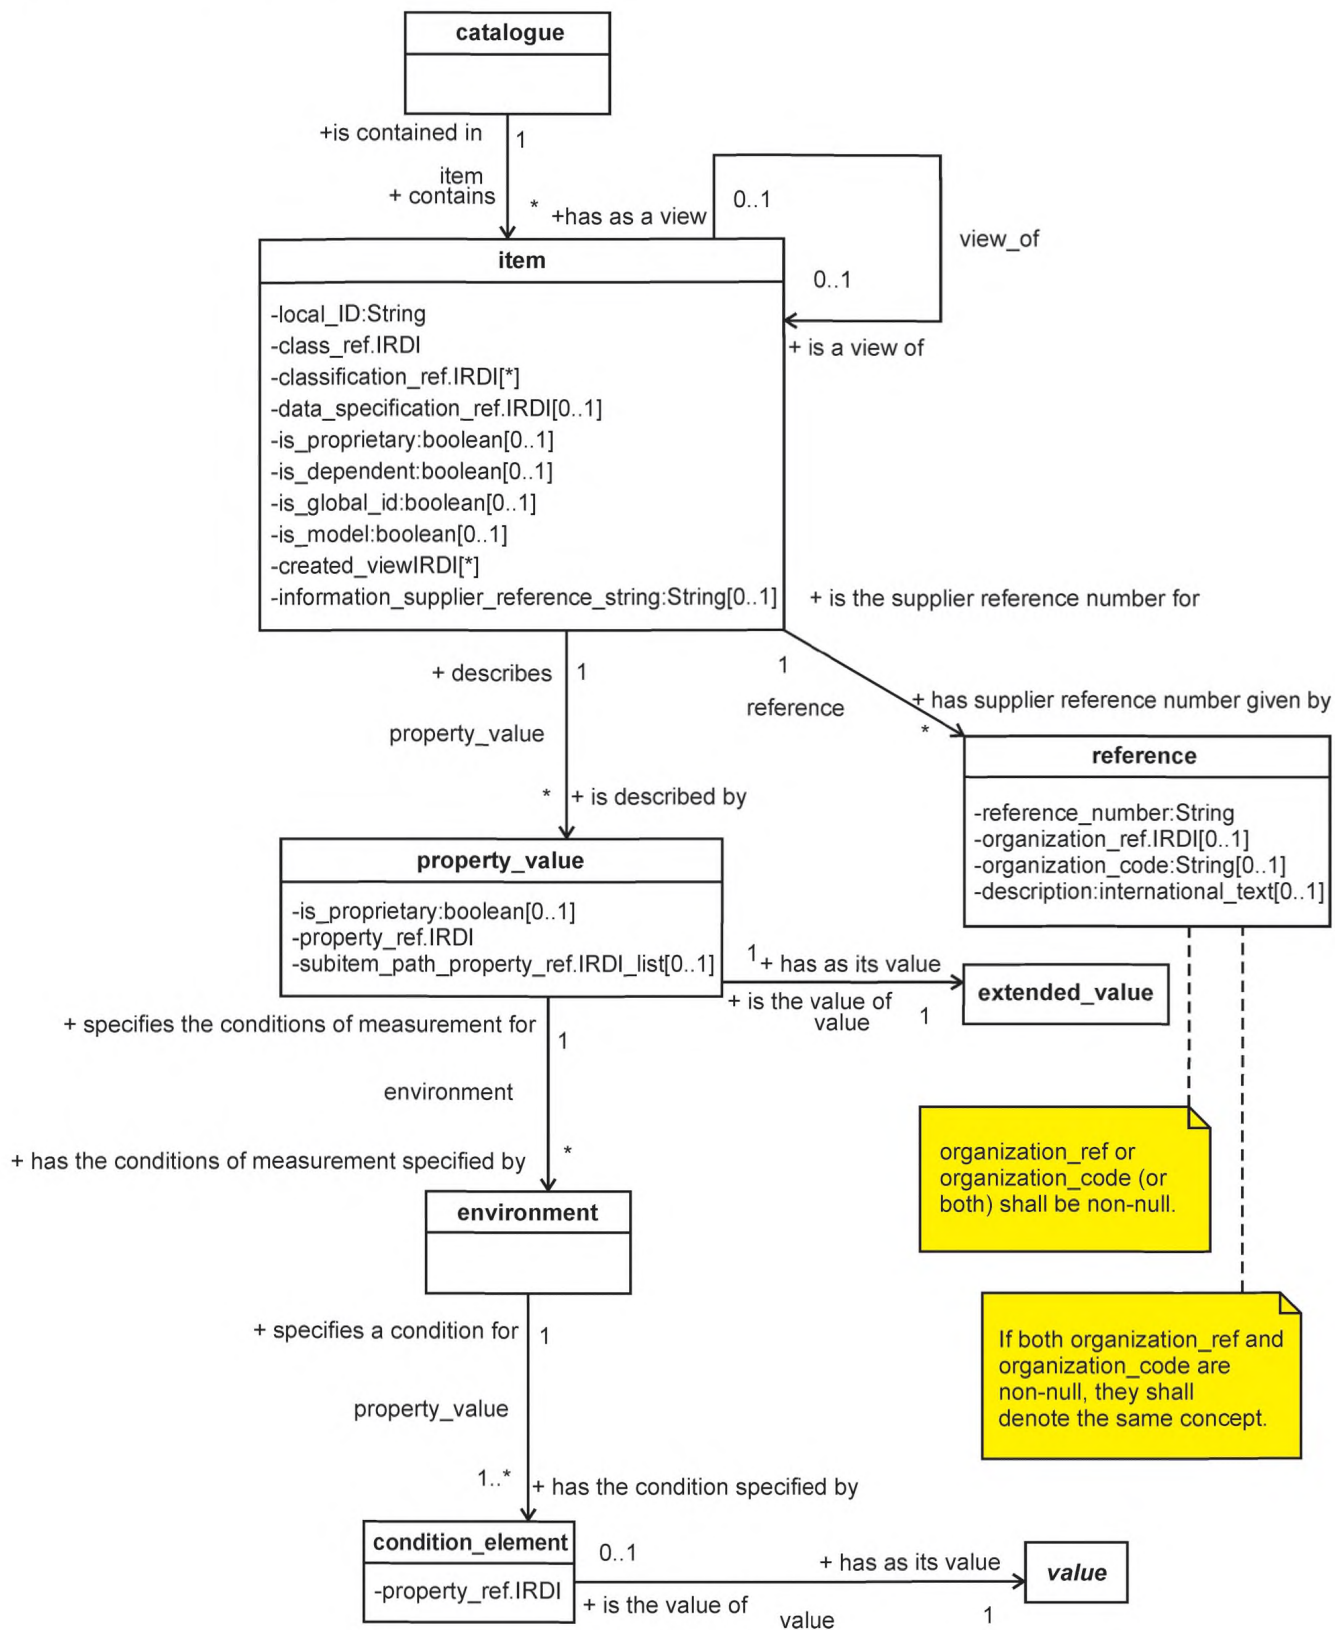 catalogue
+is contained in
1
item
+ contains
*
+has as a view
0..1
view_of
0..1
+ is a view of
item
-local_ID:String
-class_ref.IRDI
-classification_ref.IRDI[*]
-data_specification_ref.IRDI[0..1]
-is_proprietary:boolean[0..1]
-is_dependent:boolean[0..1]
-is_global_id:boolean[0..1]
-is_model:boolean[0..1]
-created_viewIRDI[*]
-information_supplier_reference_string:String[0..1]
+ is the supplier reference number for
+ describes
1
1
reference
+ has supplier reference number given by
*
property_value
*
+ is described by
reference
-reference_number:String
-organization_ref.IRDI[0..1]
-organization_code:String[0..1]
-description:international_text[0..1]
property_value
-is_proprietary:boolean[0..1]
-property_ref.IRDI
-subitem_path_property_ref.IRDI_list[0..1]
1
+ has as its value
+ is the value of
value
1
extended_value
+ specifies the conditions of measurement for
1
environment
+ has the conditions of measurement specified by
*
organization_ref or
organization_code (or
both) shall be non-null.
environment
If both organization_ref and
organization_code are
non-null, they shall
denote the same concept.
+ specifies a condition for
1
property_value
1..*
+ has the condition specified by
condition_element
-property_ref.IRDI
0..1
+ has as its value
+ is the value of
value
1
value